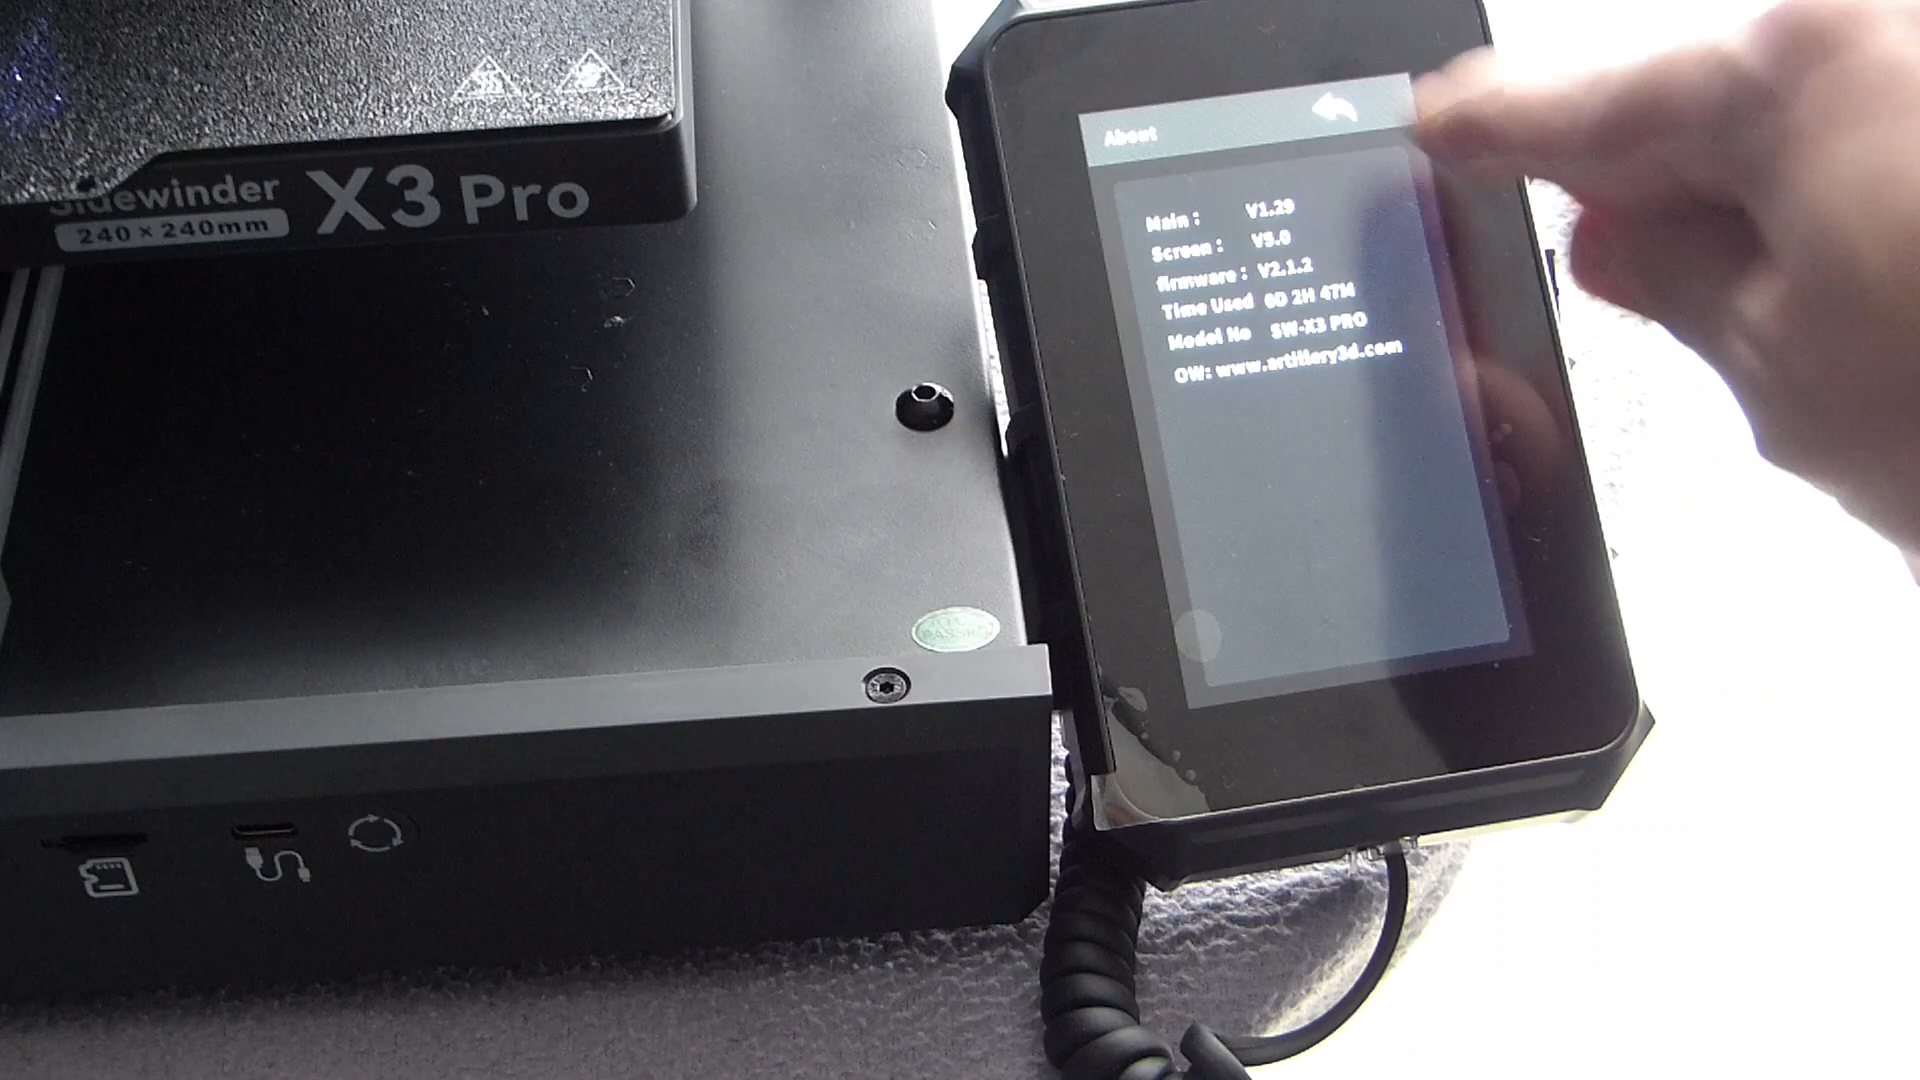 Sidewinder X3 Pro
240 × 240mm
About
Main : V1.29
Screen : V5.0
firmware : V2.1.2
Time Used 0D 2H 47M
Model No SW-X3 PRO
OW: www.artillery3d.com
PASSED